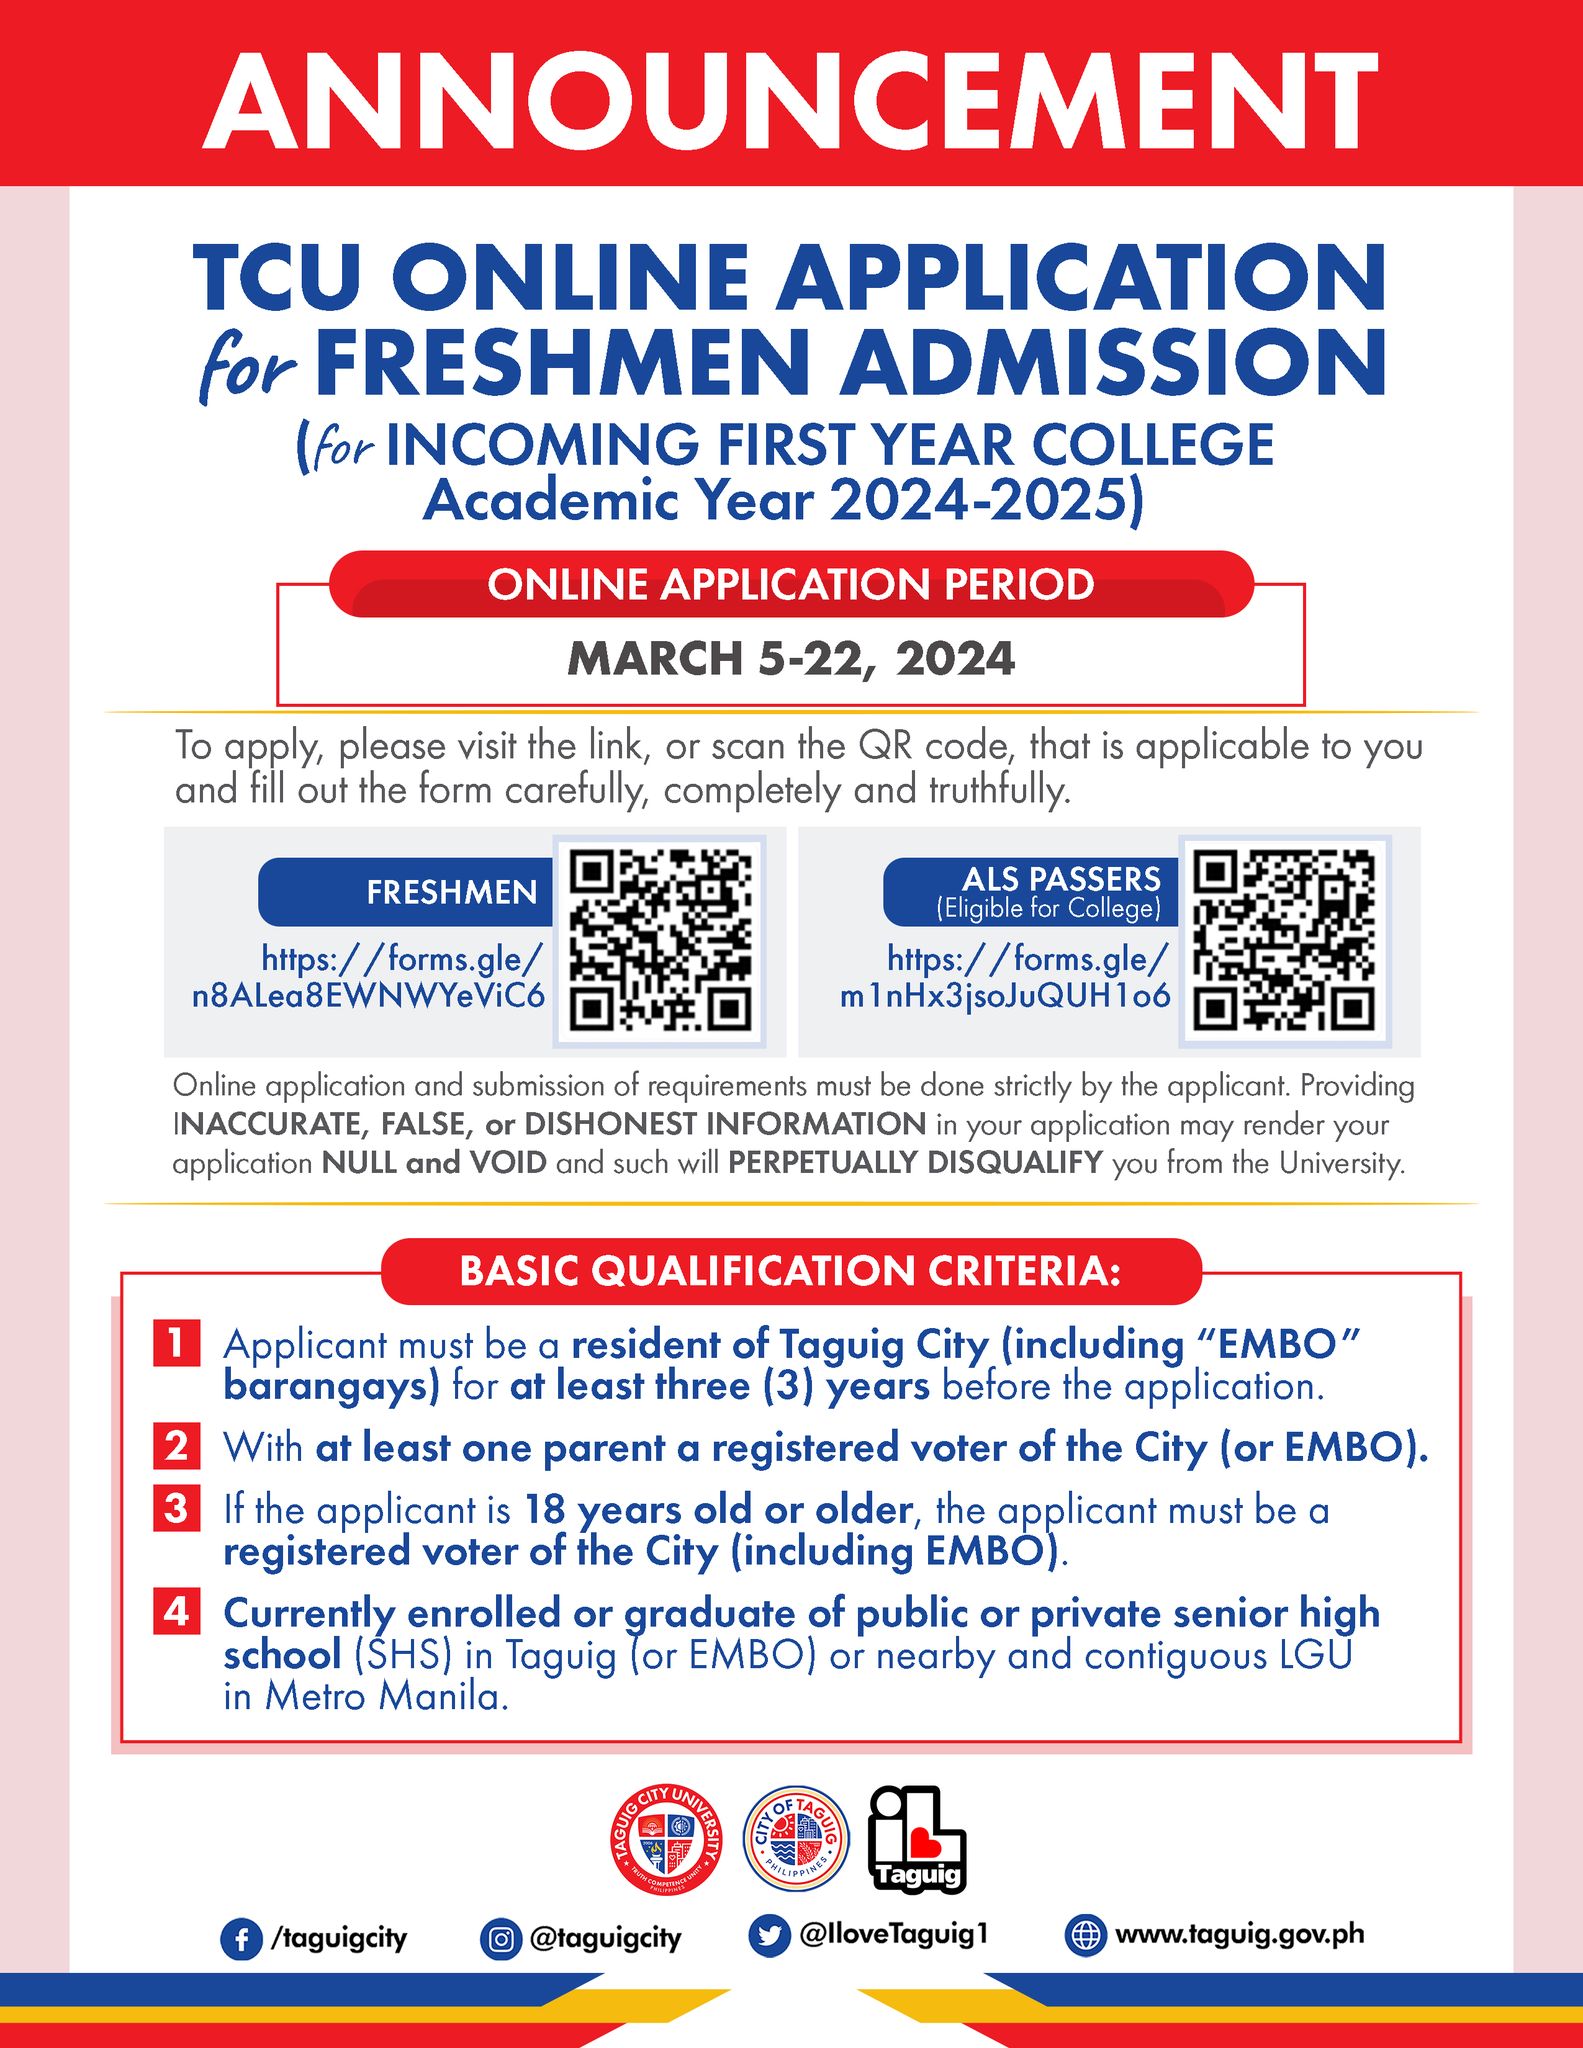 ANNOUNCEMENT
TCU ONLINE APPLICATION
for FRESHMEN ADMISSION
(for INCOMING FIRST YEAR COLLEGE
Academic Year 2024-2025)
ONLINE APPLICATION PERIOD
MARCH 5-22, 2024
To apply, please visit the link, or scan the QR code, that is applicable to you
and fill out the form carefully, completely and truthfully.
FRESHMEN
https://forms.gle/
n8ALea8EWNWYeViC6
ALS PASSERS
(Eligible for College)
https://forms.gle/
m1nHx3jsoJuQUH1o6
Online application and submission of requirements must be done strictly by the applicant. Providing
INACCURATE, FALSE, or DISHONEST INFORMATION in your application may render your
application NULL and VOID and such will PERPETUALLY DISQUALIFY you from the University.
BASIC QUALIFICATION CRITERIA:
1 Applicant must be a resident of Taguig City (including “EMBO”
barangays) for at least three (3) years before the application.
2 With at least one parent a registered voter of the City (or EMBO).
3 If the applicant is 18 years old or older, the applicant must be a
registered voter of the City (including EMBO).
4 Currently enrolled or graduate of public or private senior high
school (SHS) in Taguig (or EMBO) or nearby and contiguous LGU
in Metro Manila.
TAGUIG CITY UNIVERSITY
2006
TRUTH COMPETENCE UNITY
PHILIPPINES
CITY OF TAGUIG
PHILIPPINES
iL
Taguig
/taguigcity
@taguigcity
@IloveTaguig1
www.taguig.gov.ph